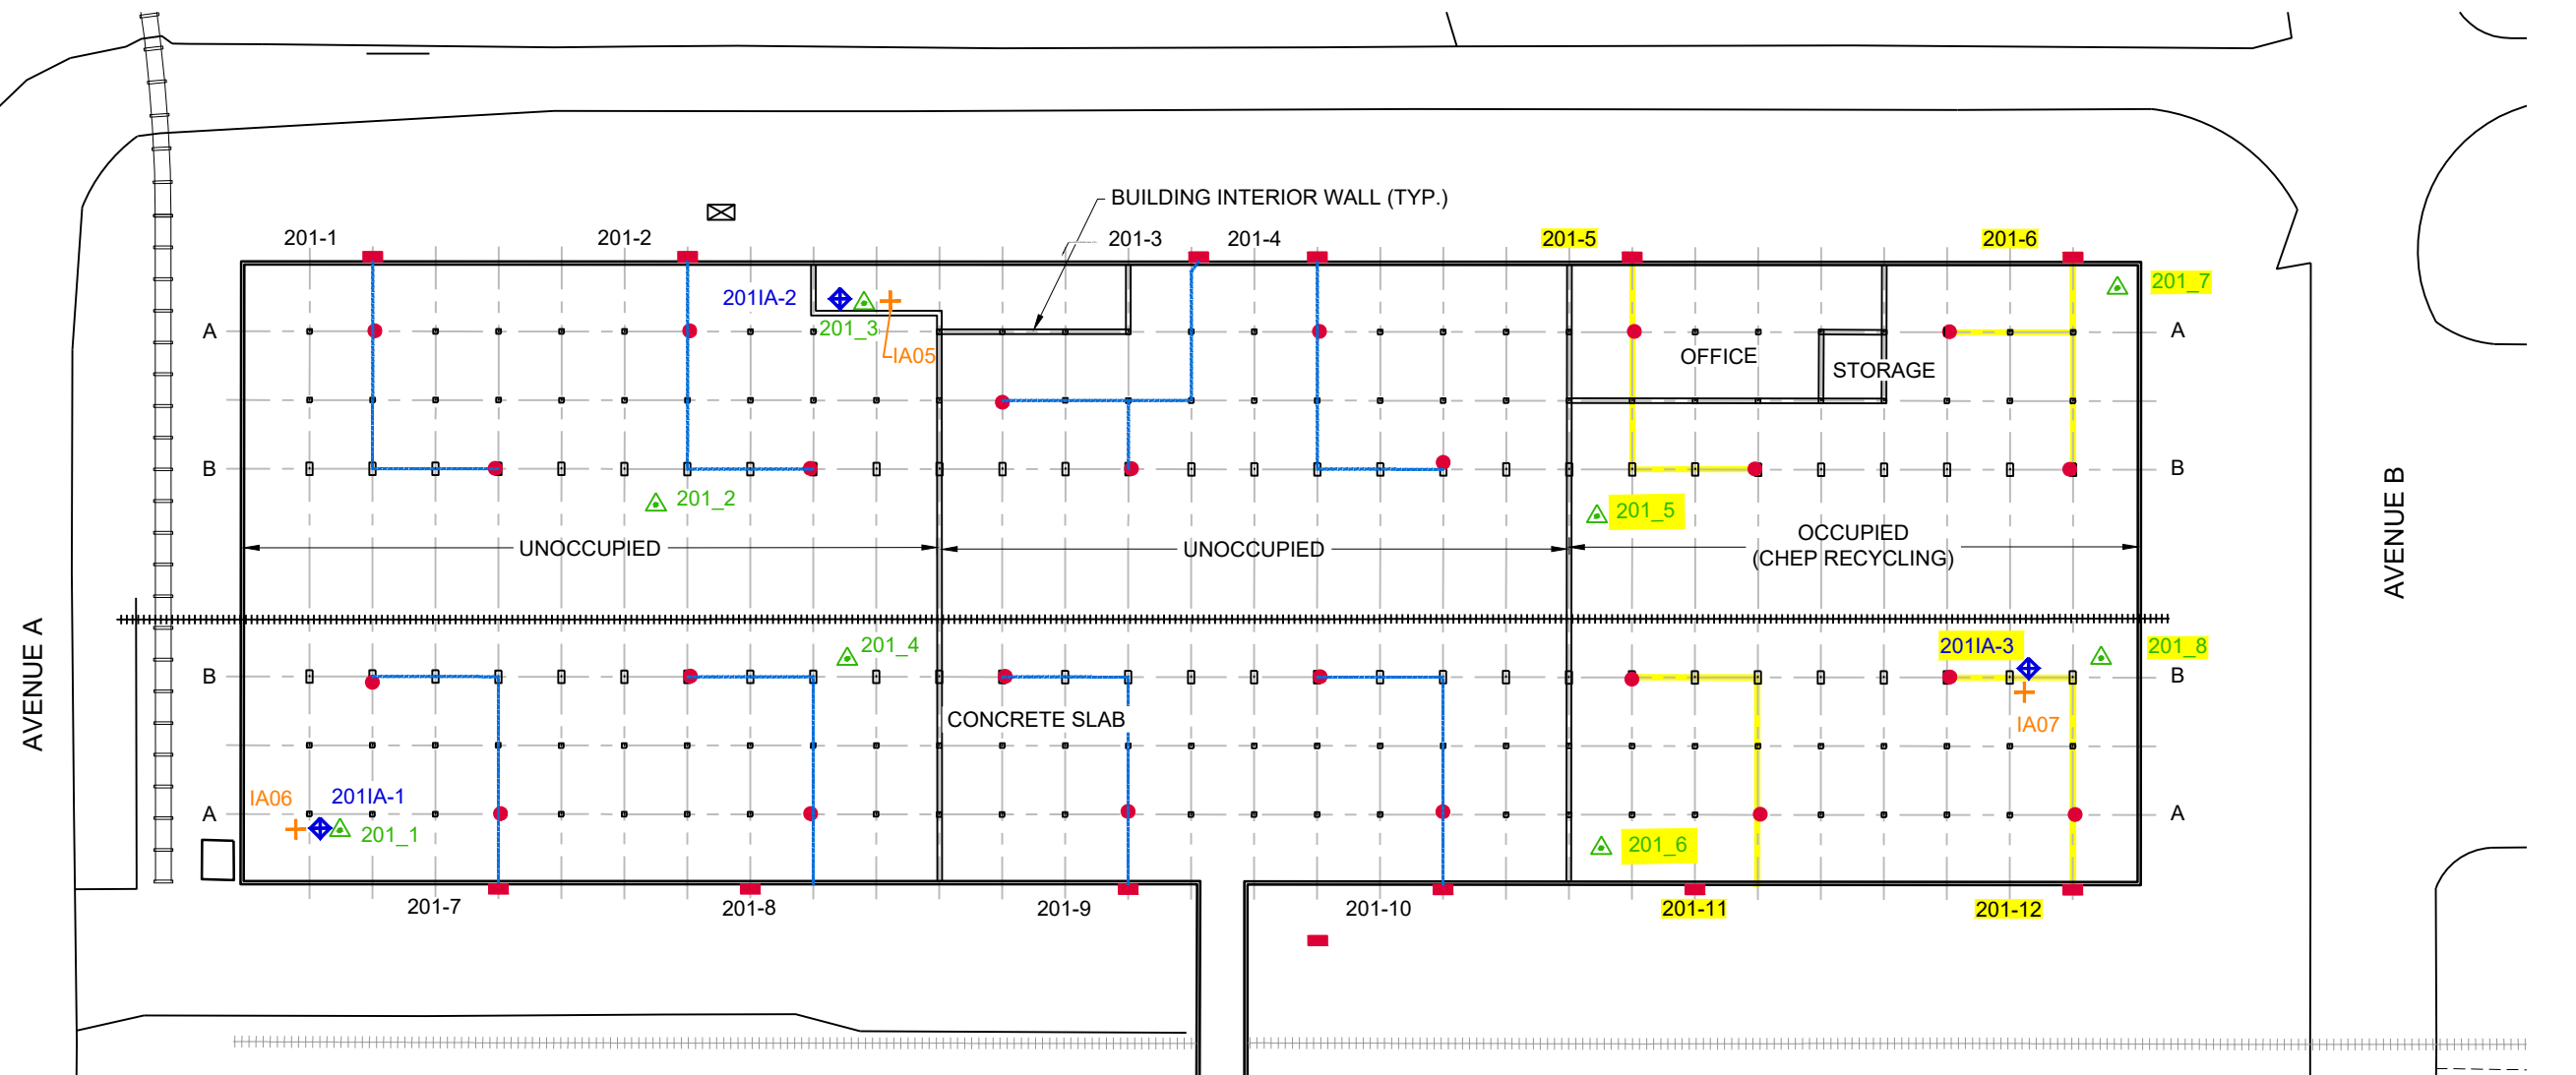 BUILDING INTERIOR WALL (TYP.)
201-1
201-2
201-3
201-4
201-5
201-6
201_7
201IA-2
201_3
IA05
A
A
OFFICE
STORAGE
B
B
201_2
201_5
UNOCCUPIED
UNOCCUPIED
OCCUPIED
(CHEP RECYCLING)
AVENUE A
AVENUE B
201_4
201IA-3
201_8
B
B
CONCRETE SLAB
IA07
IA06
201IA-1
A
A
201_1
201_6
201-7
201-8
201-9
201-10
201-11
201-12